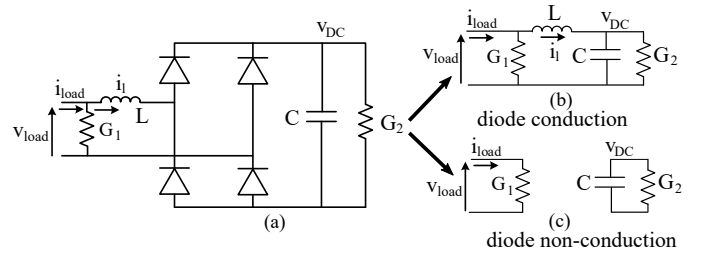 v_DC
i_load
i_l
L
G_1
v_load
C
G_2
(a)
i_load
L
v_DC
v_load
G_1
i_l
C
G_2
(b)
diode conduction
i_load
v_load
G_1
v_DC
C
G_2
(c)
diode non-conduction